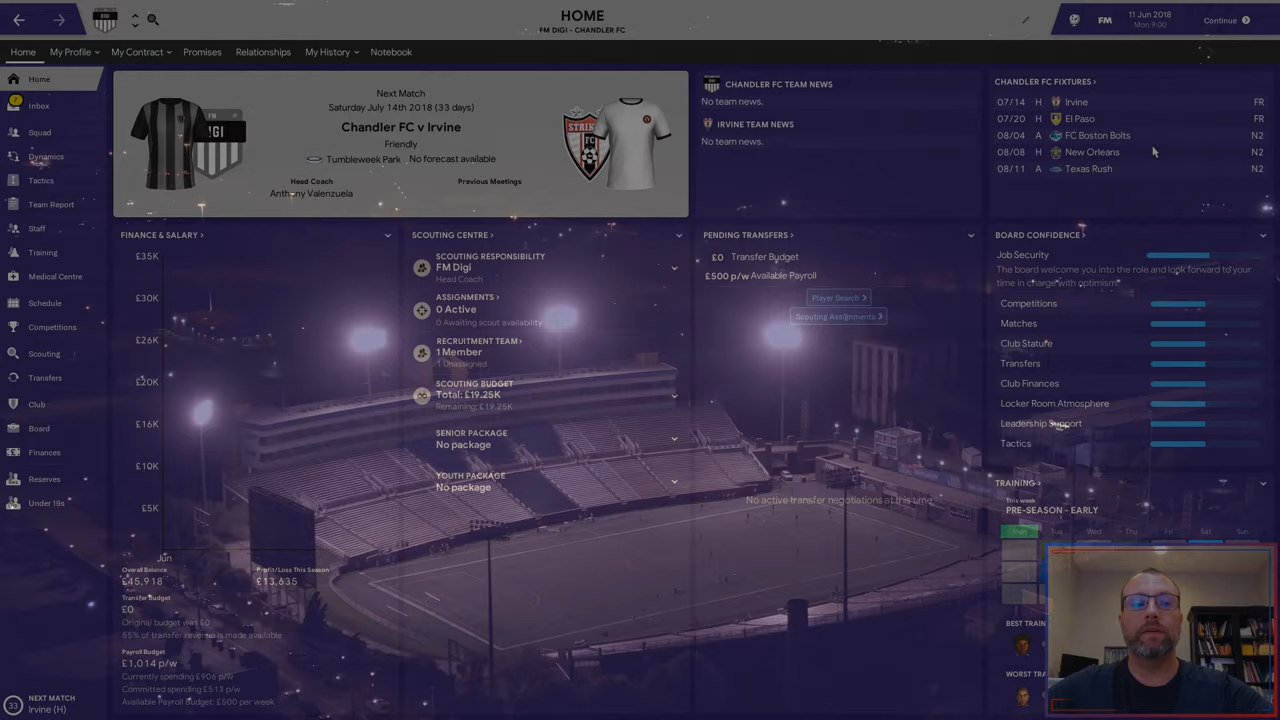 HOME
FM DIGI - CHANDLER FC
11 Jun 2018
Mon 9:00
FM
Continue
Home
My Profile
My Contract
Promises
Relationships
My History
Notebook
Home
Inbox
Squad
Dynamics
Tactics
Team Report
Staff
Training
Medical Centre
Schedule
Competitions
Scouting
Transfers
Club
Board
Finances
Reserves
Under 19s
33
NEXT MATCH
Irvine (H)
Next Match
Saturday July 14th 2018 (33 days)
Chandler FC v Irvine
Friendly
Tumbleweek Park No forecast available
Head Coach
Anthony Valenzuela
Previous Meetings
DIGI
STRIK
FC
CHANDLER FC TEAM NEWS
No team news.
IRVINE TEAM NEWS
No team news.
CHANDLER FC FIXTURES >
07/14 H Irvine FR
07/20 H El Paso FR
08/04 A FC Boston Bolts N2
08/08 H New Orleans N2
08/11 A Texas Rush N2
FINANCE & SALARY >
£35K
£30K
£26K
£20K
£16K
£10K
£5K
Jun
Overall Balance
£45,918
Profit/Loss This Season
£13,635
Transfer Budget
£0
Original budget was £0
55% of transfer revenue is made available
Payroll Budget
£1,014 p/w
Currently spending £906 p/w
Committed spending £513 p/w
Available Payroll Budget: £500 per week
SCOUTING CENTRE >
SCOUTING RESPONSIBILITY
FM Digi
Head Coach
ASSIGNMENTS >
0 Active
0 Awaiting scout availability
RECRUITMENT TEAM >
1 Member
1 Unassigned
SCOUTING BUDGET
Total: £19.25K
Remaining: £19.25K
SENIOR PACKAGE
No package
YOUTH PACKAGE
No package
PENDING TRANSFERS >
£0 Transfer Budget
£500 p/w Available Payroll
Player Search >
Scouting Assignments >
No active transfer negotiations at this time
BOARD CONFIDENCE >
Job Security
The board welcome you into the role and look forward to your
time in charge with optimism.
Competitions
Matches
Club Stature
Transfers
Club Finances
Locker Room Atmosphere
Leadership Support
Tactics
TRAINING >
This week
PRE-SEASON - EARLY
Mon Tue Wed Thu Fri Sat Sun
BEST TRAIN
WORST TRA